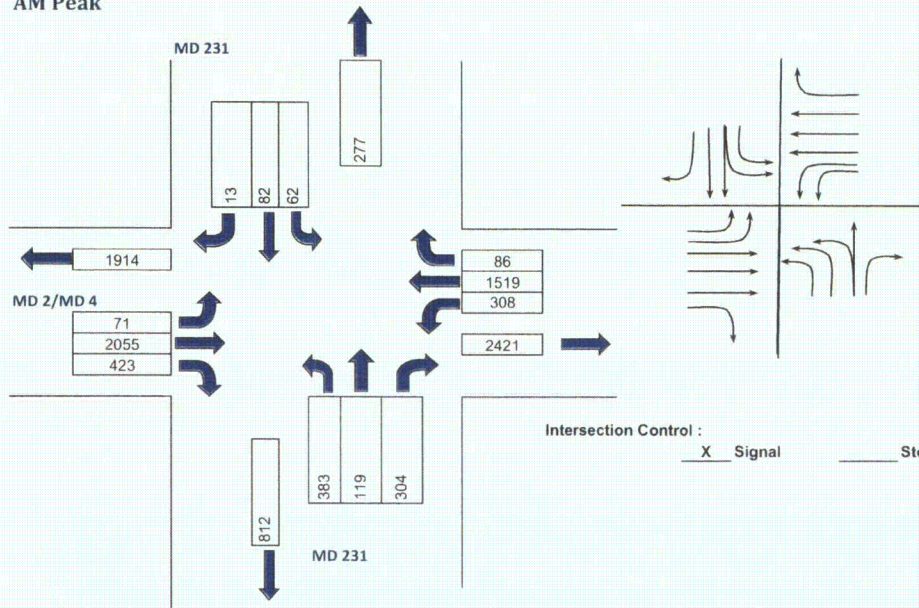 AM Peak
MD 231
277
13
82
62
1914
86
1519
308
MD 2/MD 4
71
2055
423
2421
Intersection Control :
X Signal
383
119
304
812
MD 231